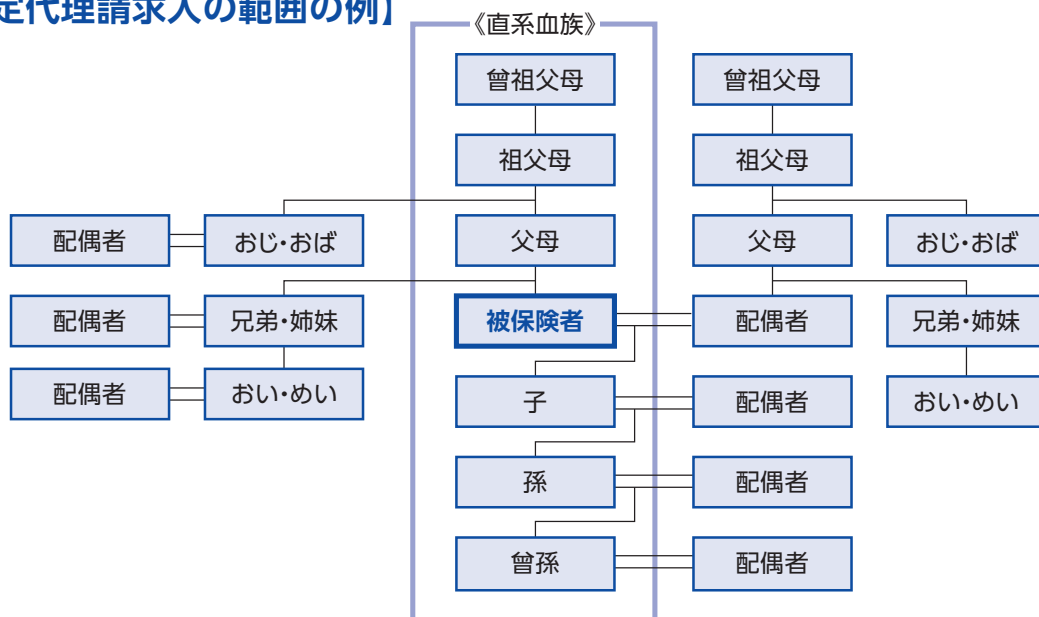 定代理請求人の範囲の例】
《直系血族》
曾祖父母
曾祖父母
祖父母
祖父母
配偶者
おじ・おば
父母
父母
おじ・おば
配偶者
兄弟・姉妹
被保険者
配偶者
兄弟・姉妹
配偶者
おい・めい
子
配偶者
おい・めい
孫
配偶者
曾孫
配偶者